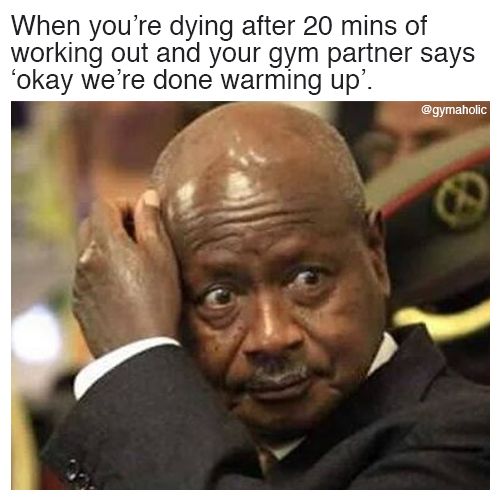 When you’re dying after 20 mins of
working out and your gym partner says
‘okay we’re done warming up’.
@gymaholic